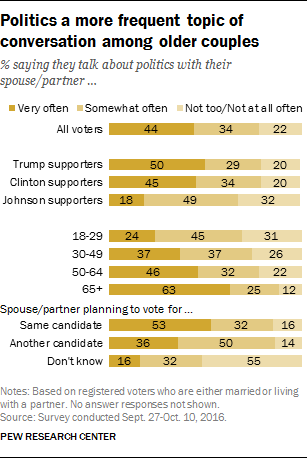 Politics a more frequent topic of
conversation among older couples
% saying they talk about politics with their
spouse/partner ...
Very often Somewhat often Not too/Not at all often
All voters 44 34 22
Trump supporters 50 29 20
Clinton supporters 45 34 20
Johnson supporters 18 49 32
18-29 24 45 31
30-49 37 37 26
50-64 46 32 22
65+ 63 25 12
Spouse/partner planning to vote for ...
Same candidate 53 32 16
Another candidate 36 50 14
Don't know 16 32 55
Notes: Based on registered voters who are either married or living
with a partner. No answer responses not shown.
Source: Survey conducted Sept. 27-Oct. 10, 2016.
PEW RESEARCH CENTER